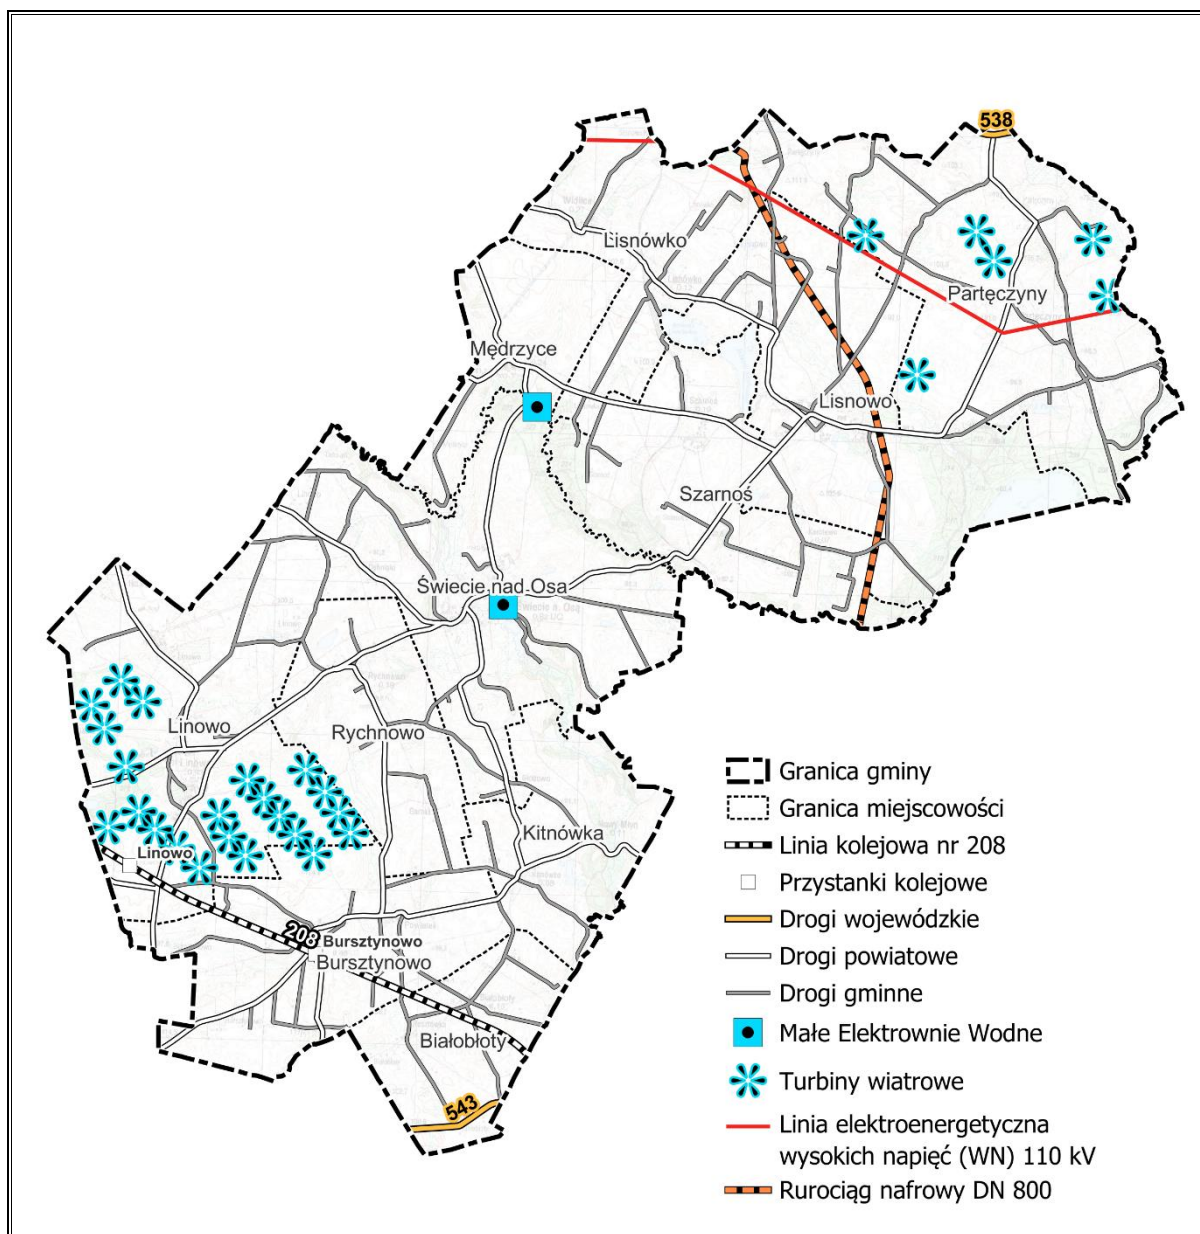 538
Lisnówko
Partęczyny
Mędrzyce
Lisnowo
Szarnoś
Świecie nad Osa
Linowo
Rychnowo
Kitnówka
Linowo
208
Bursztynowo
Bursztynowo
Białobłoty
543
Granica gminy
Granica miejscowości
Linia kolejowa nr 208
Przystanki kolejowe
Drogi wojewódzkie
Drogi powiatowe
Drogi gminne
Małe Elektrownie Wodne
Turbiny wiatrowe
Linia elektroenergetyczna
wysokich napięć (WN) 110 kV
Rurociąg nafrowy DN 800